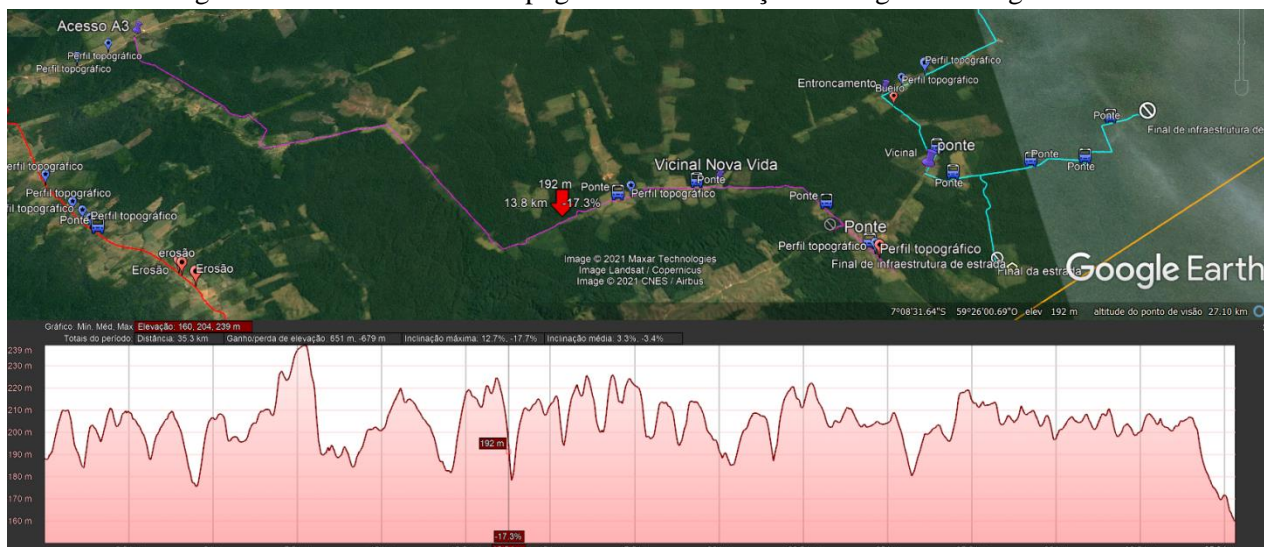 Acesso A3
Perfil topográfico
Perfil topográfico
Perfil topográfico
Perfil topográfico
Entroncamento
Bueiro
Ponte
Final de infraestrutura de
erfil topográfico
Vicinal
ponte
Ponte
Ponte
Ponte
Vicinal Nova Vida
Ponte
192 m
Ponte
Perfil topográfico
13.8 km
-17.3%
Perfil topográfico
fil topográfico
Perfil topográfico
Ponte
Ponte
Ponte
Perfil topográfico
Perfil topográfico
erosão
Erosão
Erosão
Final de infraestrutura de estrada
Final da estrada
Image © 2021 Maxar Technologies
Image Landsat / Copernicus
Image © 2021 CNES / Airbus
Google Earth
7°08'31.64"S 59°26'00.69"O elev 192 m altitude do ponto de visão 27.10 km
Gráfico: Mín, Méd, Máx Elevação: 160, 204, 239 m
Totais do período: Distância: 35.3 km Ganho/perda de elevação: 651 m, -679 m Inclinação máxima: 12.7%, -17.7% Inclinação média: 3.3%, -3.4%
239 m
230 m
220 m
210 m
200 m
192 m
190 m
180 m
170 m
160 m
-17.3%